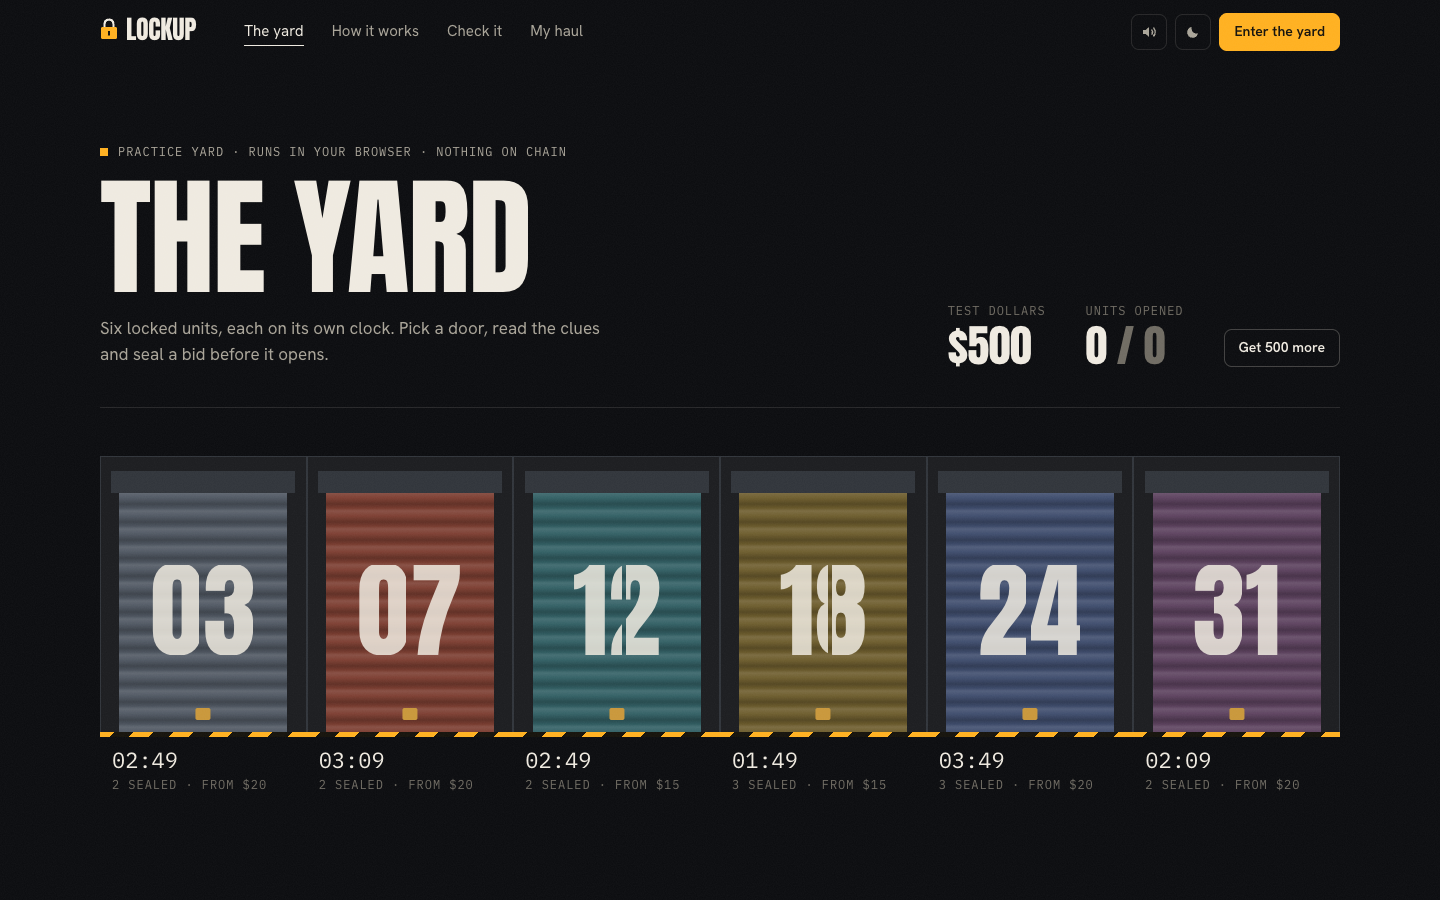 LOCKUP
The yard
How it works
Check it
My haul
Enter the yard
PRACTICE YARD · RUNS IN YOUR BROWSER · NOTHING ON CHAIN
THE YARD
Six locked units, each on its own clock. Pick a door, read the clues
and seal a bid before it opens.
TEST DOLLARS
$500
UNITS OPENED
0 / 0
Get 500 more
03
07
12
18
24
31
02:49
2 SEALED · FROM $20
03:09
2 SEALED · FROM $20
02:49
2 SEALED · FROM $15
01:49
3 SEALED · FROM $15
03:49
3 SEALED · FROM $20
02:09
2 SEALED · FROM $20